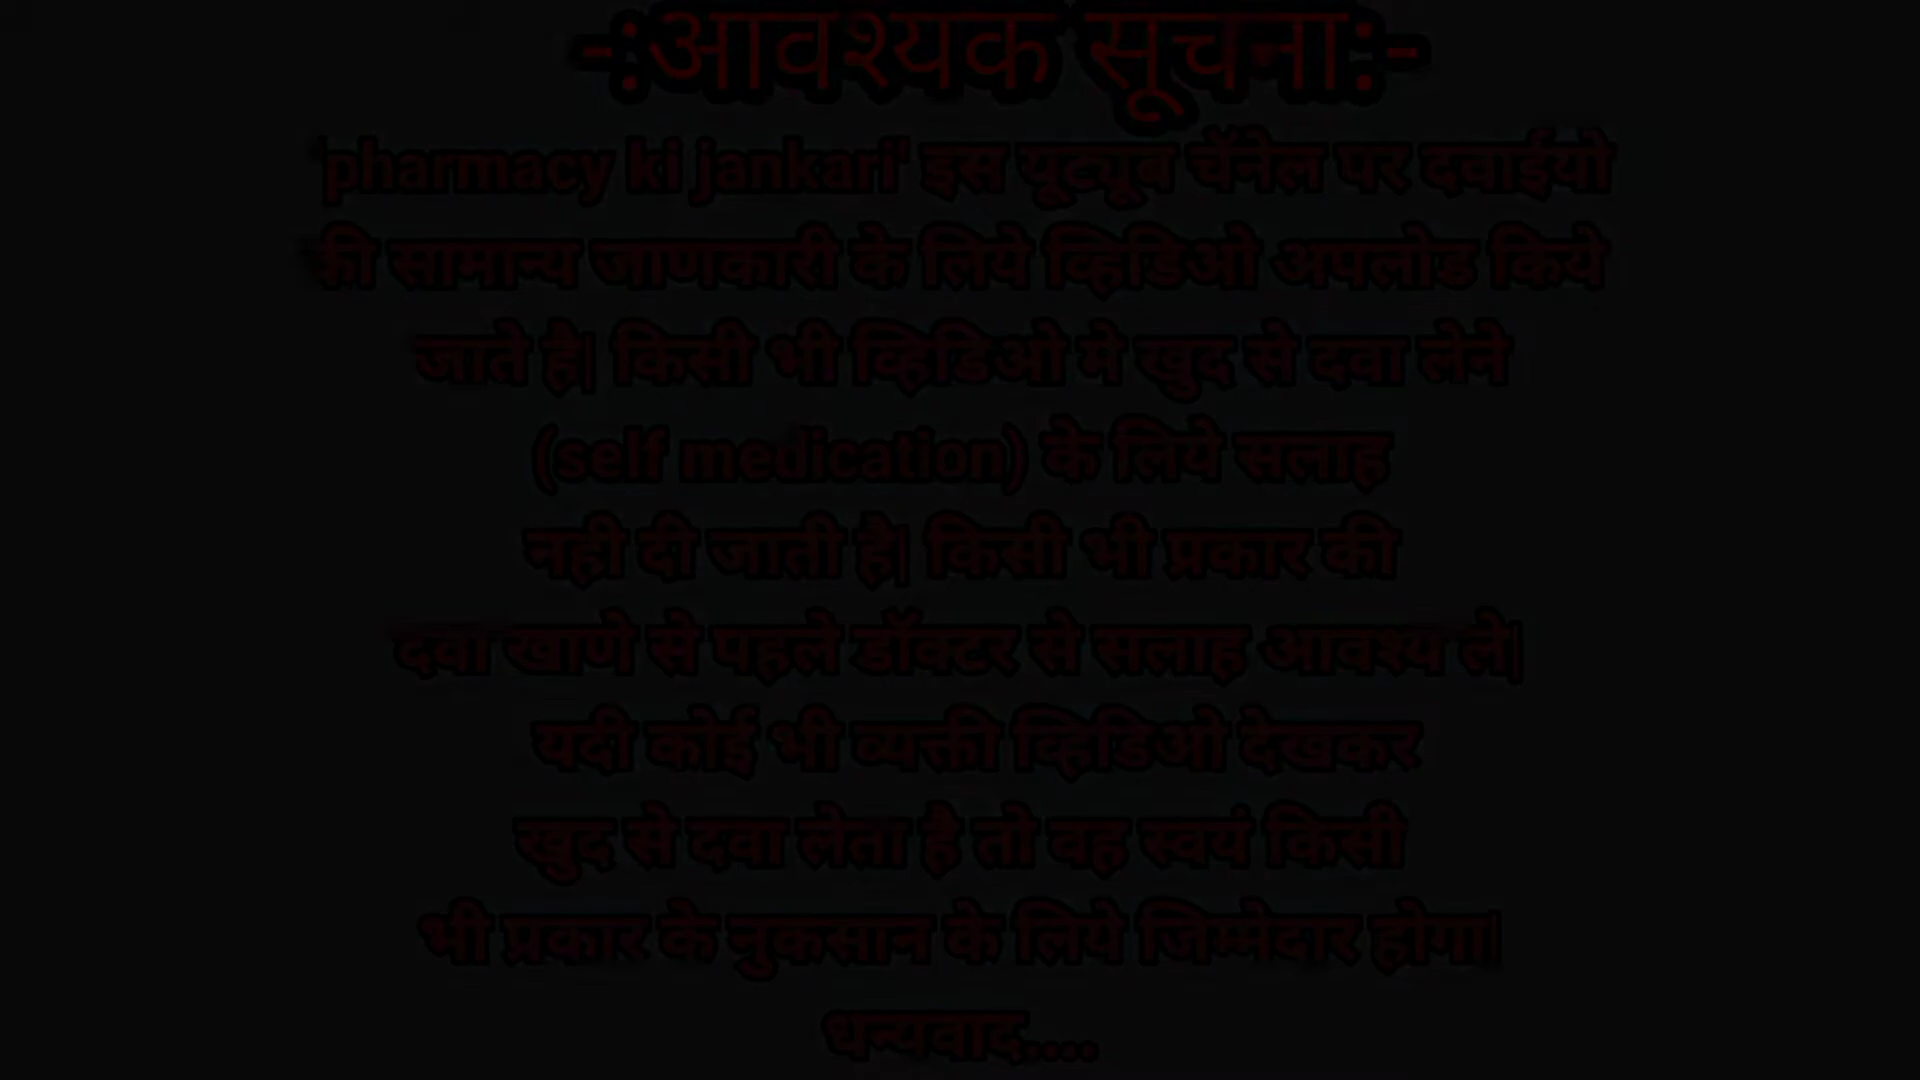 -:आवश्यक सूचना:-
'pharmacy ki jankari' इस यूट्यूब चॅनेल पर दवाईयो
की सामान्य जाणकारी के लिये व्हिडिओ अपलोड किये
जाते है| किसी भी व्हिडिओ मे खुद से दवा लेने
(self medication) के लिये सलाह
नही दी जाती है| किसी भी प्रकार की
दवा खाणे से पहले डॉक्टर से सलाह आवश्य ले|
यदी कोई भी व्यक्ती व्हिडिओ देखकर
खुद से दवा लेता है तो वह स्वयं किसी
भी प्रकार के नुकसान के लिये जिम्मेदार होगा|
धन्यवाद....